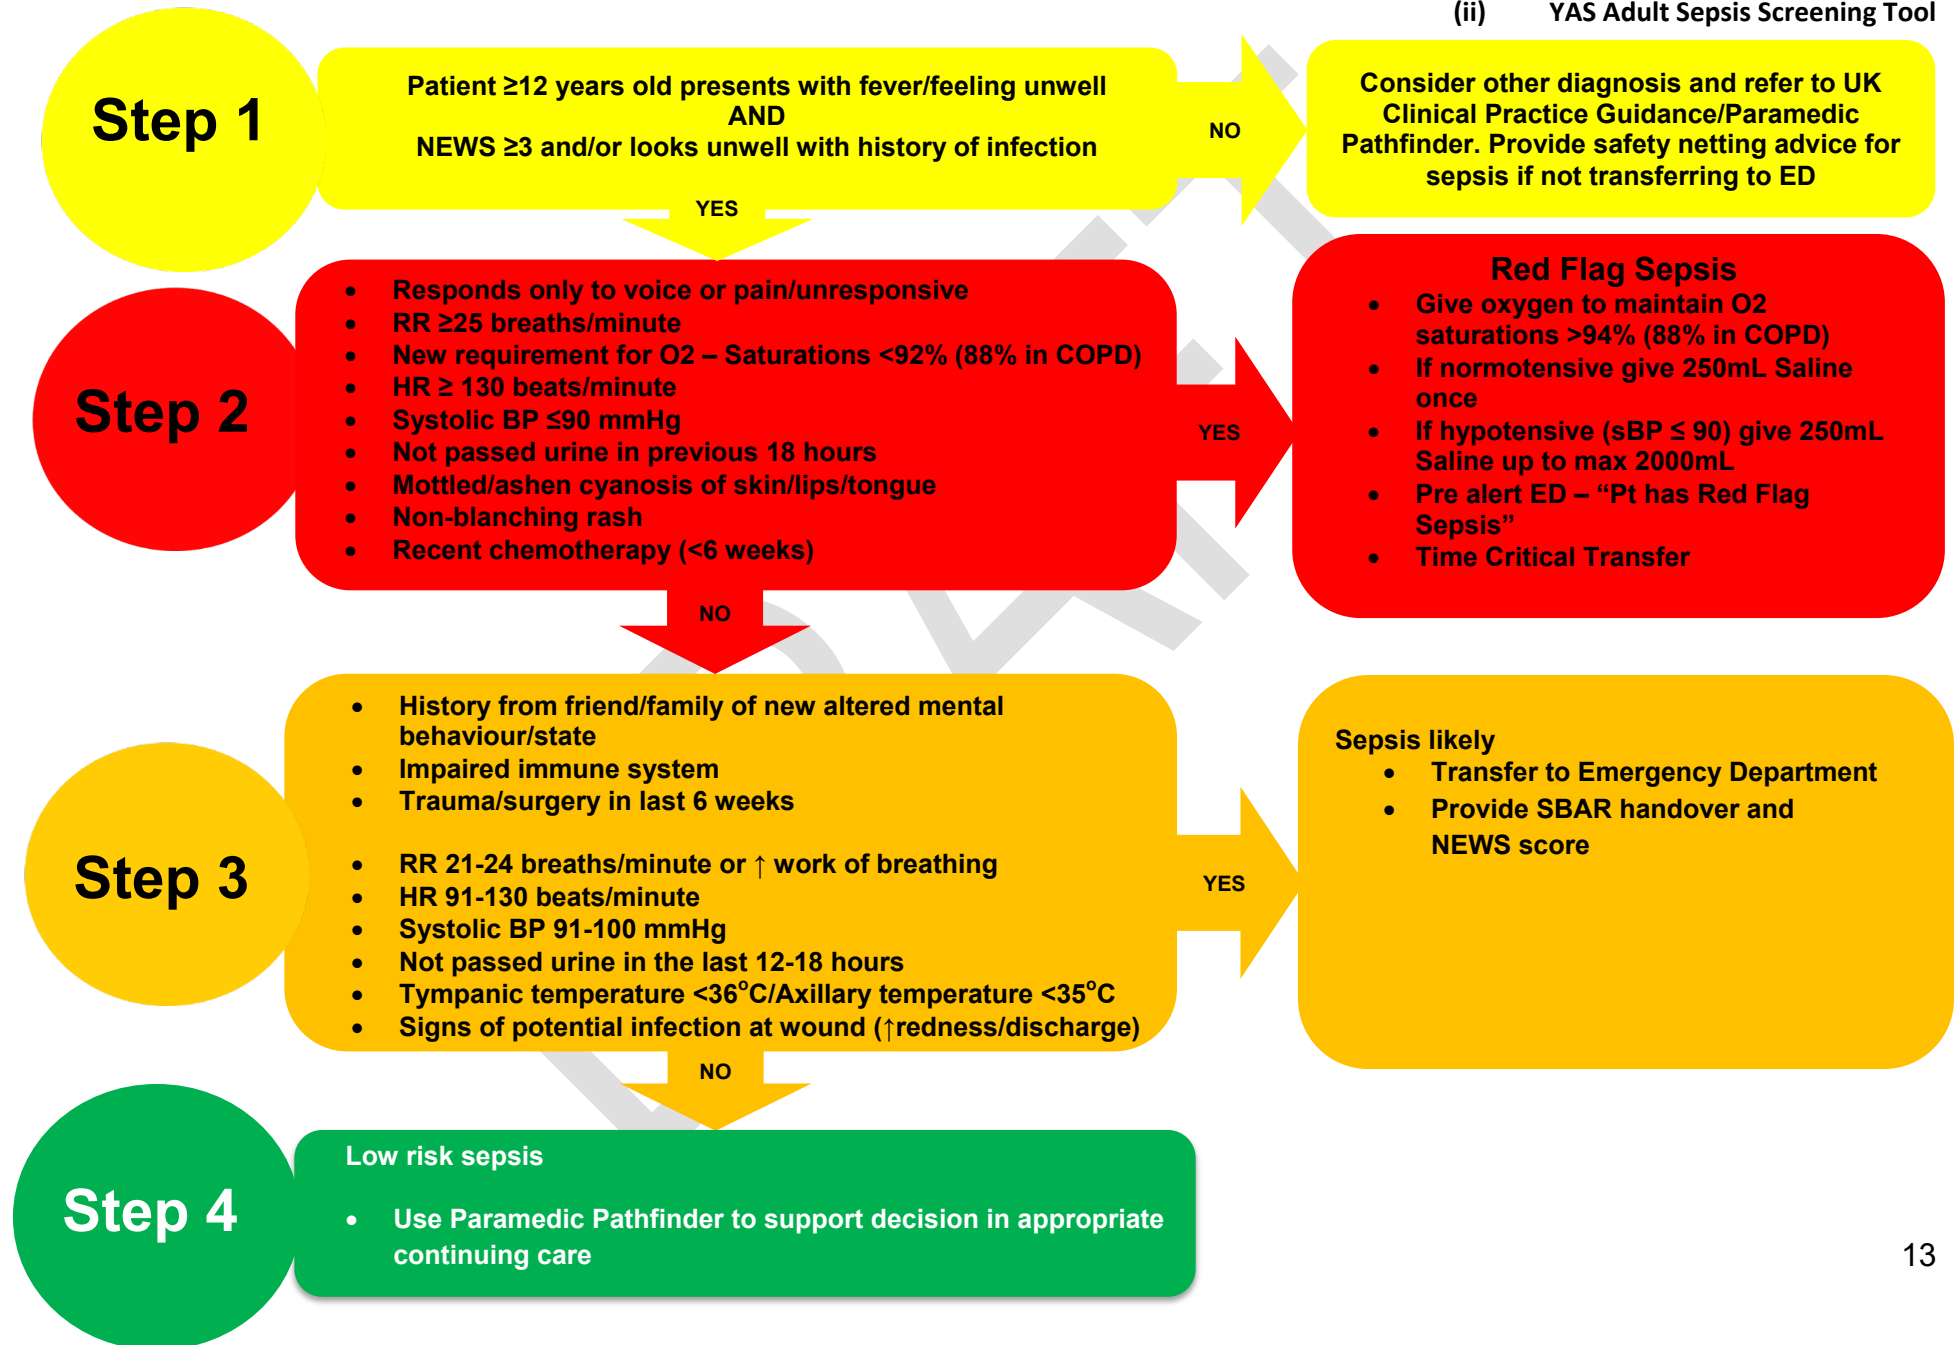 (ii) YAS Adult Sepsis Screening Tool
Step 1
Patient ≥12 years old presents with fever/feeling unwell
AND
NEWS ≥3 and/or looks unwell with history of infection
NO
Consider other diagnosis and refer to UK
Clinical Practice Guidance/Paramedic
Pathfinder. Provide safety netting advice for
sepsis if not transferring to ED
YES
Step 2
• Responds only to voice or pain/unresponsive
• RR ≥25 breaths/minute
• New requirement for O2 – Saturations <92% (88% in COPD)
• HR ≥ 130 beats/minute
• Systolic BP ≤90 mmHg
• Not passed urine in previous 18 hours
• Mottled/ashen cyanosis of skin/lips/tongue
• Non-blanching rash
• Recent chemotherapy (<6 weeks)
YES
Red Flag Sepsis
• Give oxygen to maintain O2
saturations >94% (88% in COPD)
• If normotensive give 250mL Saline
once
• If hypotensive (sBP ≤ 90) give 250mL
Saline up to max 2000mL
• Pre alert ED – “Pt has Red Flag
Sepsis”
• Time Critical Transfer
NO
Step 3
• History from friend/family of new altered mental
behaviour/state
• Impaired immune system
• Trauma/surgery in last 6 weeks
• RR 21-24 breaths/minute or ↑ work of breathing
• HR 91-130 beats/minute
• Systolic BP 91-100 mmHg
• Not passed urine in the last 12-18 hours
• Tympanic temperature <36°C/Axillary temperature <35°C
• Signs of potential infection at wound (↑redness/discharge)
YES
Sepsis likely
• Transfer to Emergency Department
• Provide SBAR handover and
NEWS score
NO
Step 4
Low risk sepsis
• Use Paramedic Pathfinder to support decision in appropriate
continuing care
13
DRAFT